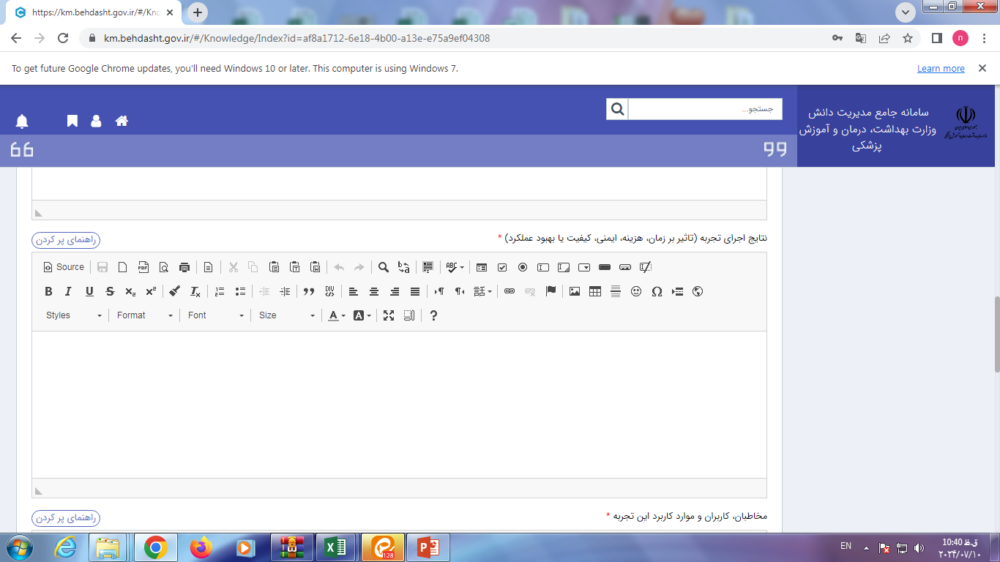 https://km.behdasht.gov.ir/#/Kno
km.behdasht.gov.ir/#/Knowledge/Index?id=af8a1712-6e18-4b00-a13e-e75a9ef04308
n
To get future Google Chrome updates, you'll need Windows 10 or later. This computer is using Windows 7.
Learn more
سامانه جامع مدیریت دانش
وزارت بهداشت، درمان و آموزش
پزشکی
جستجو...
نتایج اجرای تجربه (تاثیر بر زمان، هزینه، ایمنی، کیفیت یا بهبود عملکرد) *
راهنمای پر کردن
Source
Styles Format Font Size
مخاطبان، کاربران و موارد کاربرد این تجربه *
راهنمای پر کردن
128
EN
10:40 ق.ظ
۲۰۲۴/۰۷/۱۰